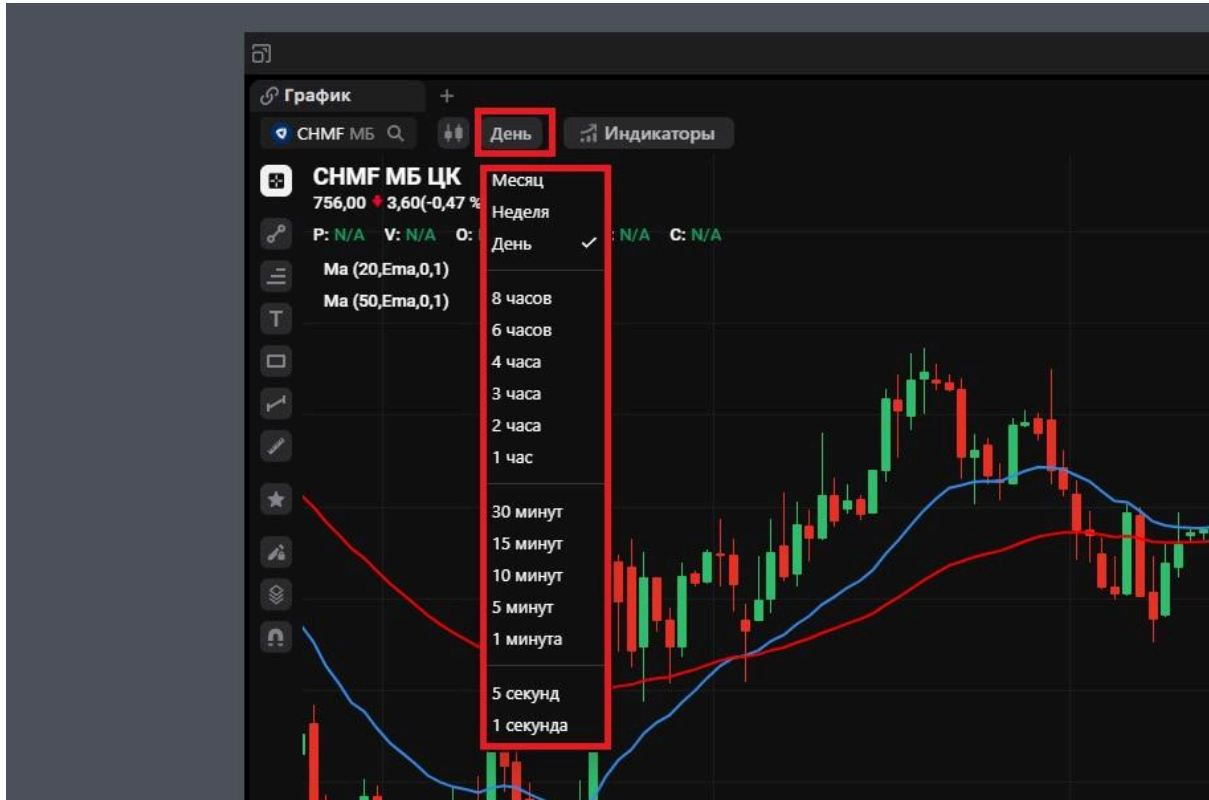 График
CHMF МБ День Индикаторы
CHMF МБ ЦК
756,00 3,60(-0,47 %
P: N/A V: N/A O: : N/A C: N/A
Ma (20,Ema,0,1)
Ma (50,Ema,0,1)
Месяц
Неделя
День
8 часов
6 часов
4 часа
3 часа
2 часа
1 час
30 минут
15 минут
10 минут
5 минут
1 минута
5 секунд
1 секунда
T